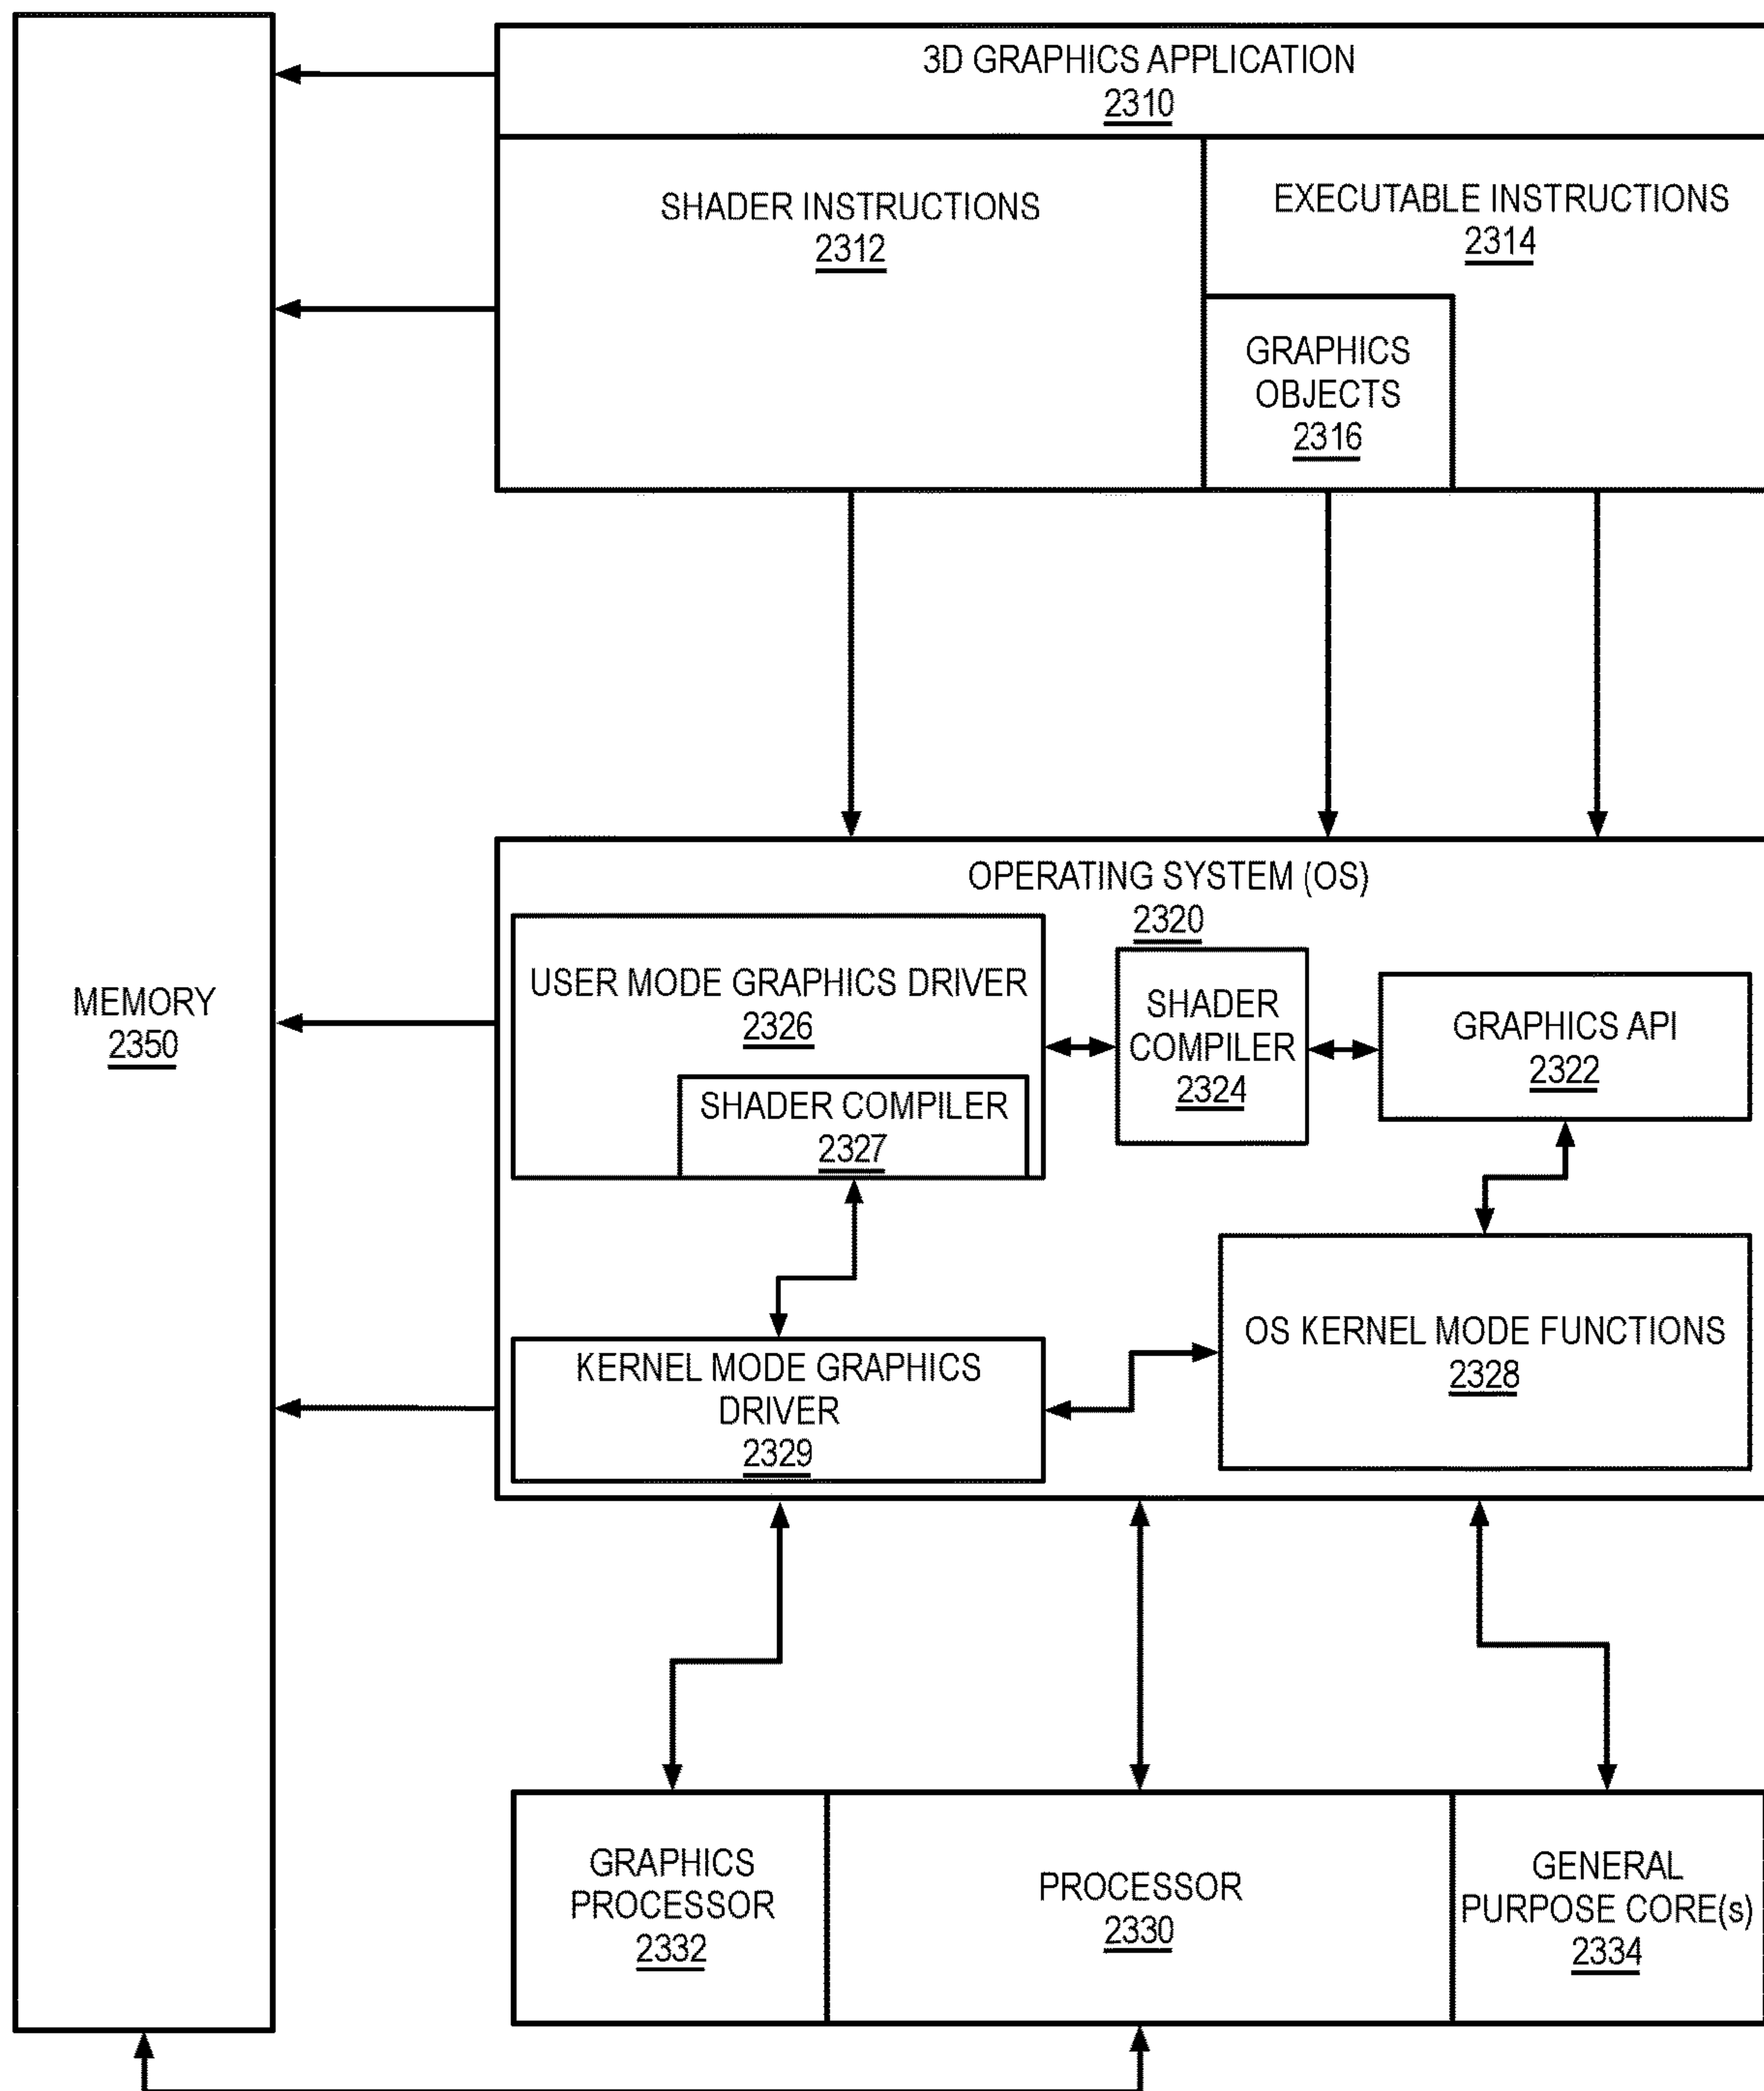 3D GRAPHICS APPLICATION
2310
SHADER INSTRUCTIONS
2312
EXECUTABLE INSTRUCTIONS
2314
GRAPHICS
OBJECTS
2316
MEMORY
2350
OPERATING SYSTEM (OS)
2320
USER MODE GRAPHICS DRIVER
2326
SHADER COMPILER
2327
SHADER
COMPILER
2324
GRAPHICS API
2322
KERNEL MODE GRAPHICS
DRIVER
2329
OS KERNEL MODE FUNCTIONS
2328
GRAPHICS
PROCESSOR
2332
PROCESSOR
2330
GENERAL
PURPOSE CORE(s)
2334